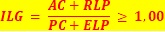 ILG = AC + RLP / PC + ELP ≥ 1,00